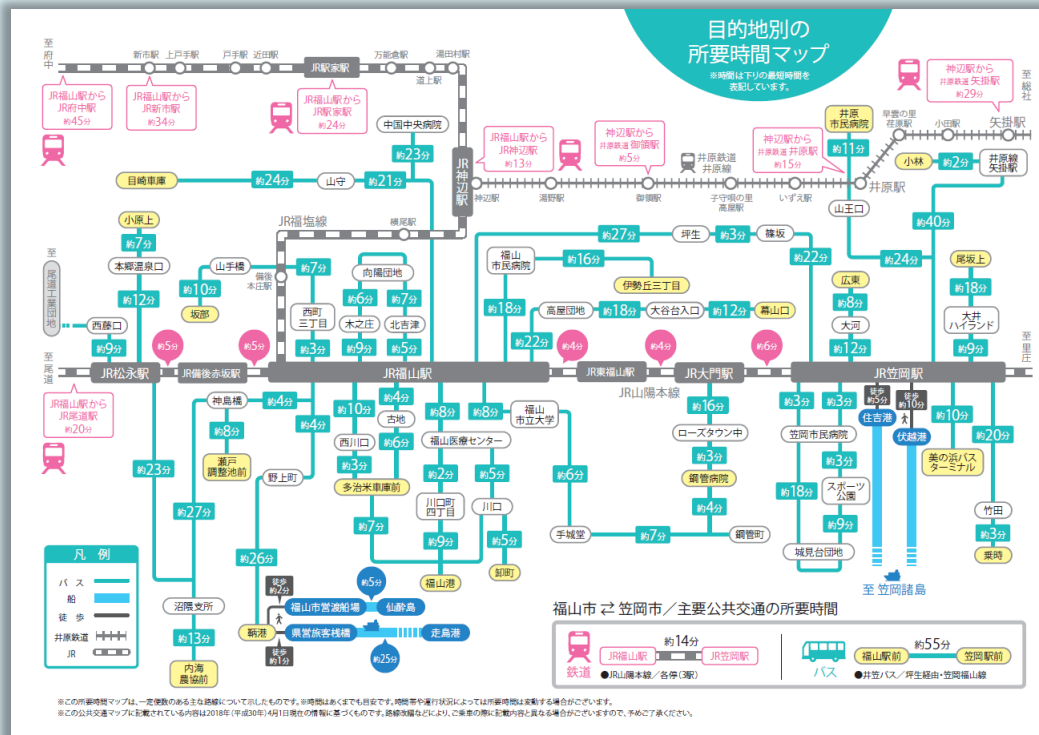 目的地別の
所要時間マップ
※時間は下りの最短時間を
表記しています。
至府中
新市駅
上戸手駅
戸手駅
近田駅
JR駅家駅
万能倉駅
道上駅
湯田村駅
JR福山駅から
JR府中駅
約45分
JR福山駅から
JR新市駅
約34分
JR福山駅から
JR駅家駅
約24分
中国中央病院
約23分
JR神辺駅
JR福山駅から
JR神辺駅
約13分
神辺駅から
井原鉄道 御領駅
約5分
井原鉄道
井原線
神辺駅から
井原鉄道 井原駅
約15分
井原
市民病院
約11分
神辺駅から
井原鉄道 矢掛駅
約29分
至総社
早雲の里
荏原駅
小田駅
矢掛駅
小林
約2分
井原線
矢掛駅
目崎車庫
約24分
山守
約21分
神辺駅
湯野駅
御領駅
子守唄の里
高屋駅
いずえ駅
井原駅
山王口
約40分
小原上
約7分
本郷温泉口
約12分
JR福塩線
横尾駅
備後
本庄駅
山手橋
約7分
約10分
坂部
西町
三丁目
約3分
向陽団地
約6分
約7分
木之庄
北吉津
約9分
約5分
約27分
坪生
約3分
篠坂
約22分
約24分
福山
市民病院
約16分
伊勢丘三丁目
約18分
高屋団地
約18分
大谷台入口
約12分
幕山口
約22分
広東
約8分
大河
約12分
尾坂上
約18分
大井
ハイランド
約9分
至
尾道工業団地
西藤口
約9分
約5分
約5分
約4分
約4分
約6分
至尾道
JR松永駅
JR備後赤坂駅
JR福山駅
JR東福山駅
JR大門駅
JR笠岡駅
至里庄
JR山陽本線
JR福山駅から
JR尾道駅
約20分
神島橋
約4分
約8分
瀬戸
調整池前
約4分
約23分
約27分
野上町
約26分
約10分
西川口
約3分
約4分
古地
約6分
多治米車庫前
約7分
約8分
福山医療センター
約2分
川口町
四丁目
約9分
福山港
約8分
福山
市立大学
約5分
川口
約5分
卸町
約6分
手城堂
約7分
鋼管町
約16分
ローズタウン中
約3分
鋼管病院
約4分
約3分
約3分
笠岡市民病院
約3分
スポーツ
公園
約18分
約9分
城見台団地
徒歩
約5分
住吉港
徒歩
約10分
伏越港
至 笠岡諸島
約10分
美の浜バス
ターミナル
約20分
竹田
約3分
乗時
凡 例
バ ス
船
徒 歩
井原鉄道
JR
沼隈支所
約13分
内海
農協前
鞆港
徒歩
約2分
福山市営渡船場
約5分
仙酔島
徒歩
約1分
県営旅客桟橋
約25分
走島港
福山市 ⇄ 笠岡市／主要公共交通の所要時間
鉄道
JR福山駅
約14分
JR笠岡駅
●JR山陽本線／各停(3駅)
バス
福山駅前
約55分
笠岡駅前
●井笠バス／坪生経由・笠岡福山線
※この所要時間マップは、一定便数のある主な路線について示したものです。※時間はあくまでも目安です。時間帯や運行状況によっては所要時間は変動する場合がございます。
※この公共交通マップに記載されている内容は2018年(平成30年)4月1日現在の情報に基づくものです。路線改編などにより、ご乗車の際に記載内容と異なる場合がございますので、予めご了承ください。